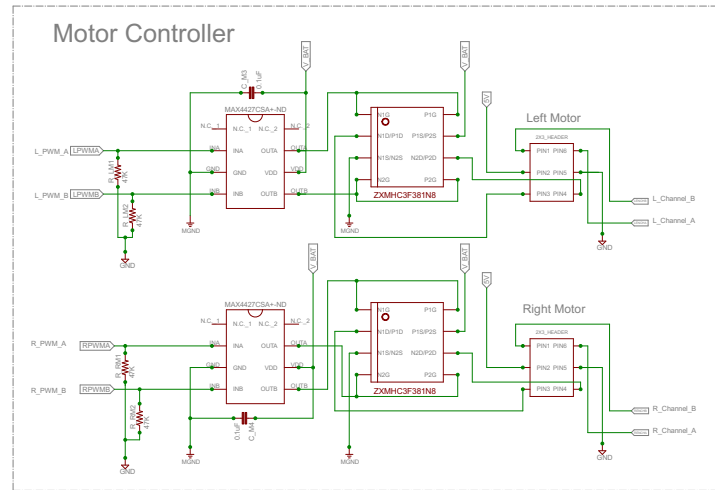 Motor Controller
V_BAT
V_BAT
C_M3
0.1uF
MAX4427CSA+-ND
N.C._1
N.C._1
N.C._2
N.C._2
L_PWM_A
LPWMA
INA
INA
OUTA
OUTA
GND
GND
VDD
VDD
L_PWM_B
LPWMB
INB
INB
OUTB
OUTB
R_LM1
47K
R_LM2
47K
GND
MGND
N1G
P1G
N1D/P1D
P1S/P2S
N1S/N2S
N2D/P2D
N2G
P2G
ZXMHC3F381N8
MGND
5V
Left Motor
2X3_HEADER
PIN1
PIN6
PIN2
PIN5
PIN3
PIN4
L_Channel_B
L_Channel_A
GND
V_BAT
V_BAT
MAX4427CSA+-ND
N.C._1
N.C._1
N.C._2
N.C._2
R_PWM_A
RPWMA
INA
INA
OUTA
OUTA
GND
GND
VDD
VDD
R_PWM_B
RPWMB
INB
INB
OUTB
OUTB
R_RM1
47K
R_RM2
47K
0.1uF
C_M4
GND
MGND
N1G
P1G
N1D/P1D
P1S/P2S
N1S/N2S
N2D/P2D
N2G
P2G
ZXMHC3F381N8
MGND
5V
Right Motor
2X3_HEADER
PIN1
PIN6
PIN2
PIN5
PIN3
PIN4
R_Channel_B
R_Channel_A
GND